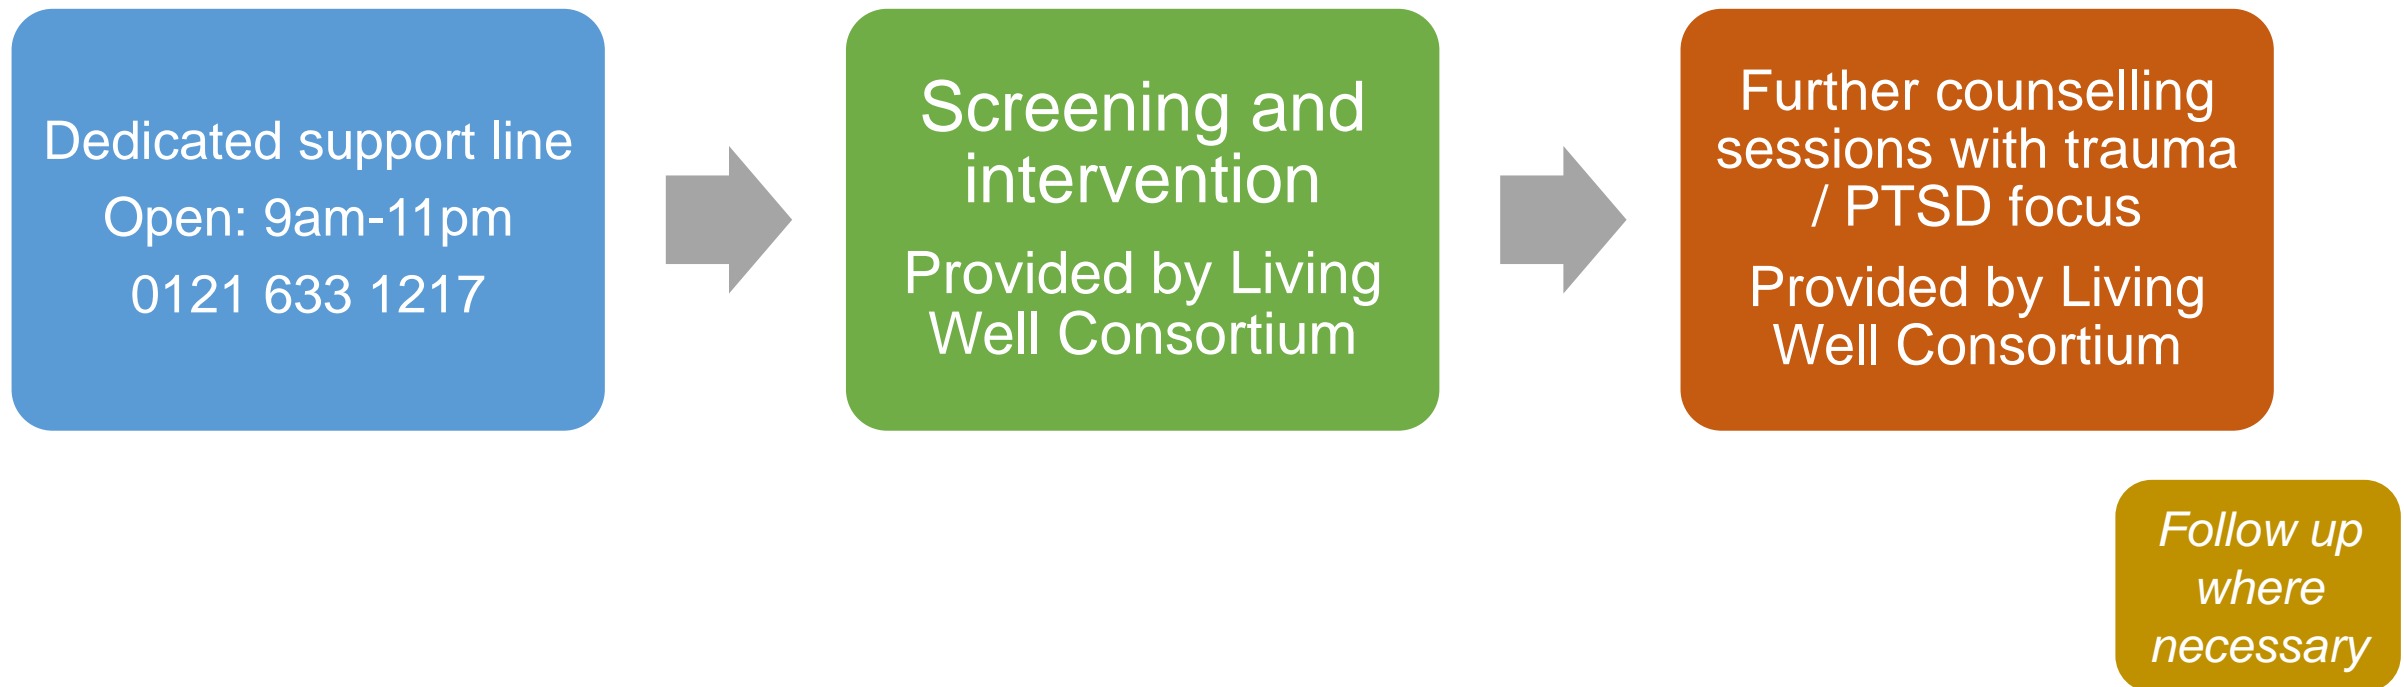 Dedicated support line
Open: 9am-11pm
0121 633 1217
Screening and
intervention
Provided by Living
Well Consortium
Further counselling
sessions with trauma
/ PTSD focus
Provided by Living
Well Consortium
Follow up
where
necessary